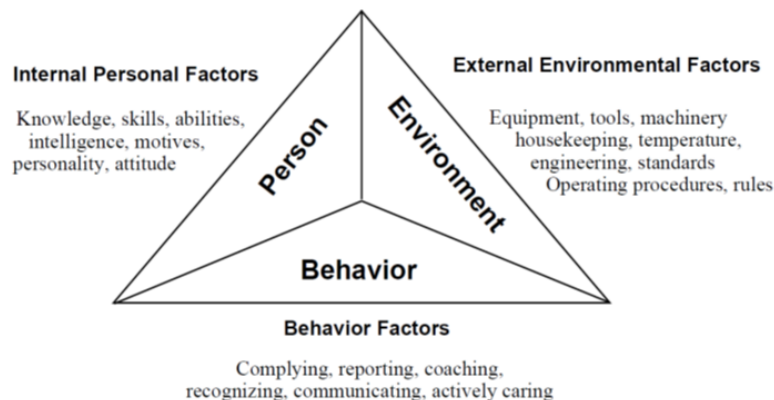 Internal Personal Factors
Knowledge, skills, abilities,
intelligence, motives,
personality, attitude
Person
Environment
External Environmental Factors
Equipment, tools, machinery
housekeeping, temperature,
engineering, standards
Operating procedures, rules
Behavior
Behavior Factors
Complying, reporting, coaching,
recognizing, communicating, actively caring